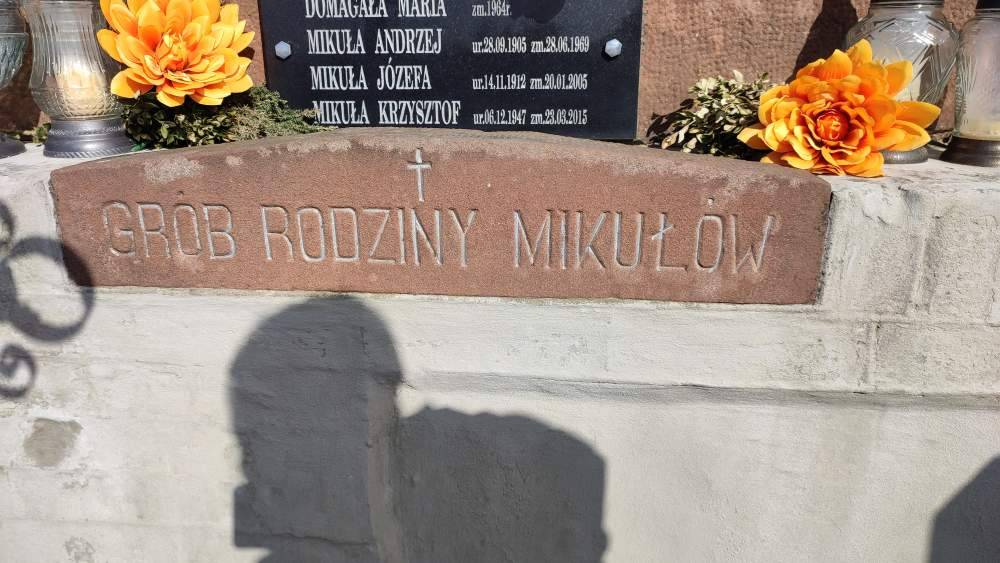 DOMAGAŁA MARIA zm.1964r.
MIKUŁA ANDRZEJ ur.28.09.1905 zm.28.06.1969
MIKUŁA JÓZEFA ur.14.11.1912 zm.20.01.2005
MIKUŁA KRZYSZTOF ur.06.12.1947 zm.23.03.2015
GRÓB RODZINY MIKUŁÓW